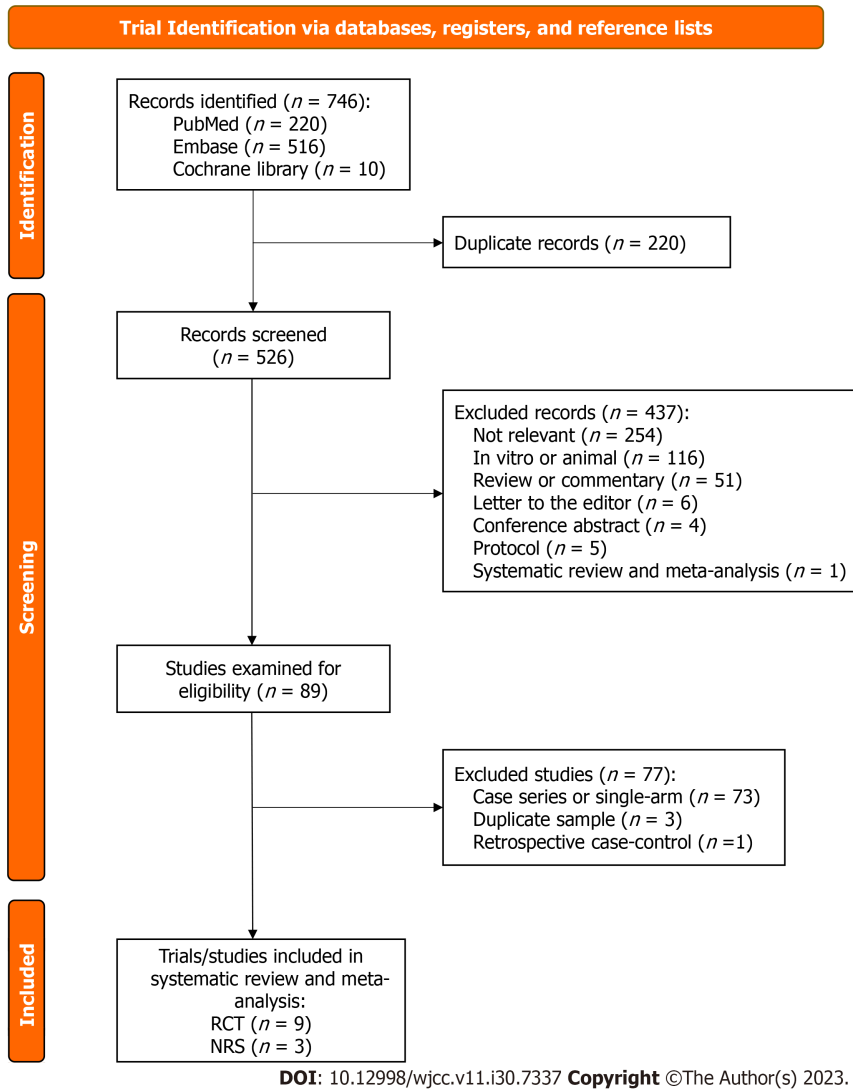 Trial Identification via databases, registers, and reference lists
Identification
Records identified (n = 746):
PubMed (n = 220)
Embase (n = 516)
Cochrane library (n = 10)
Duplicate records (n = 220)
Screening
Records screened
(n = 526)
Excluded records (n = 437):
Not relevant (n = 254)
In vitro or animal (n = 116)
Review or commentary (n = 51)
Letter to the editor (n = 6)
Conference abstract (n = 4)
Protocol (n = 5)
Systematic review and meta-analysis (n = 1)
Studies examined for
eligibility (n = 89)
Excluded studies (n = 77):
Case series or single-arm (n = 73)
Duplicate sample (n = 3)
Retrospective case-control (n =1)
Included
Trials/studies included in
systematic review and meta-
analysis:
RCT (n = 9)
NRS (n = 3)
DOI: 10.12998/wjcc.v11.i30.7337 Copyright ©The Author(s) 2023.